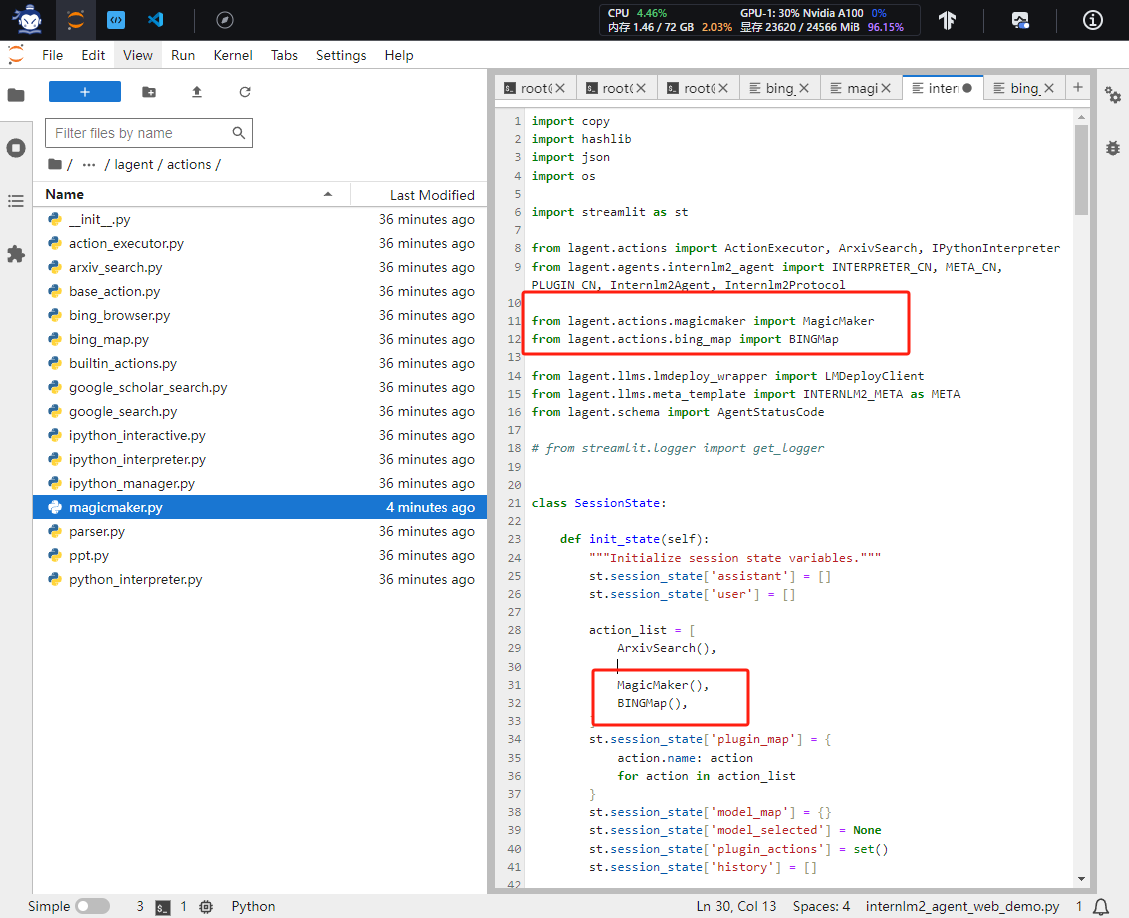 CPU 4.46% GPU-1: 30% Nvidia A100 0%
内存 1.46 / 72 GB 2.03% 显存 23620 / 24566 MiB 96.15%
File Edit View Run Kernel Tabs Settings Help
+
Filter files by name
/ ··· / lagent / actions /
Name Last Modified
__init__.py 36 minutes ago
action_executor.py 36 minutes ago
arxiv_search.py 36 minutes ago
base_action.py 36 minutes ago
bing_browser.py 36 minutes ago
bing_map.py 36 minutes ago
builtin_actions.py 36 minutes ago
google_scholar_search.py 36 minutes ago
google_search.py 36 minutes ago
ipython_interactive.py 36 minutes ago
ipython_interpreter.py 36 minutes ago
ipython_manager.py 36 minutes ago
magicmaker.py 4 minutes ago
parser.py 36 minutes ago
ppt.py 36 minutes ago
python_interpreter.py 36 minutes ago
root( root( root( bing_ magi inter bing_ +
1 import copy
2 import hashlib
3 import json
4 import os
5
6 import streamlit as st
7
8 from lagent.actions import ActionExecutor, ArxivSearch, IPythonInterpreter
9 from lagent.agents.internlm2_agent import INTERPRETER_CN, META_CN,
PLUGIN_CN, Internlm2Agent, Internlm2Protocol
10
11 from lagent.actions.magicmaker import MagicMaker
12 from lagent.actions.bing_map import BINGMap
13
14 from lagent.llms.lmdeploy_wrapper import LMDeployClient
15 from lagent.llms.meta_template import INTERNLM2_META as META
16 from lagent.schema import AgentStatusCode
17
18 # from streamlit.logger import get_logger
19
20
21 class SessionState:
22
23 def init_state(self):
24 """Initialize session state variables."""
25 st.session_state['assistant'] = []
26 st.session_state['user'] = []
27
28 action_list = [
29 ArxivSearch(),
30
31 MagicMaker(),
32 BINGMap(),
33 ]
34 st.session_state['plugin_map'] = {
35 action.name: action
36 for action in action_list
37 }
38 st.session_state['model_map'] = {}
39 st.session_state['model_selected'] = None
40 st.session_state['plugin_actions'] = set()
41 st.session_state['history'] = []
42
Simple 3 1 Python Ln 30, Col 13 Spaces: 4 internlm2_agent_web_demo.py 1